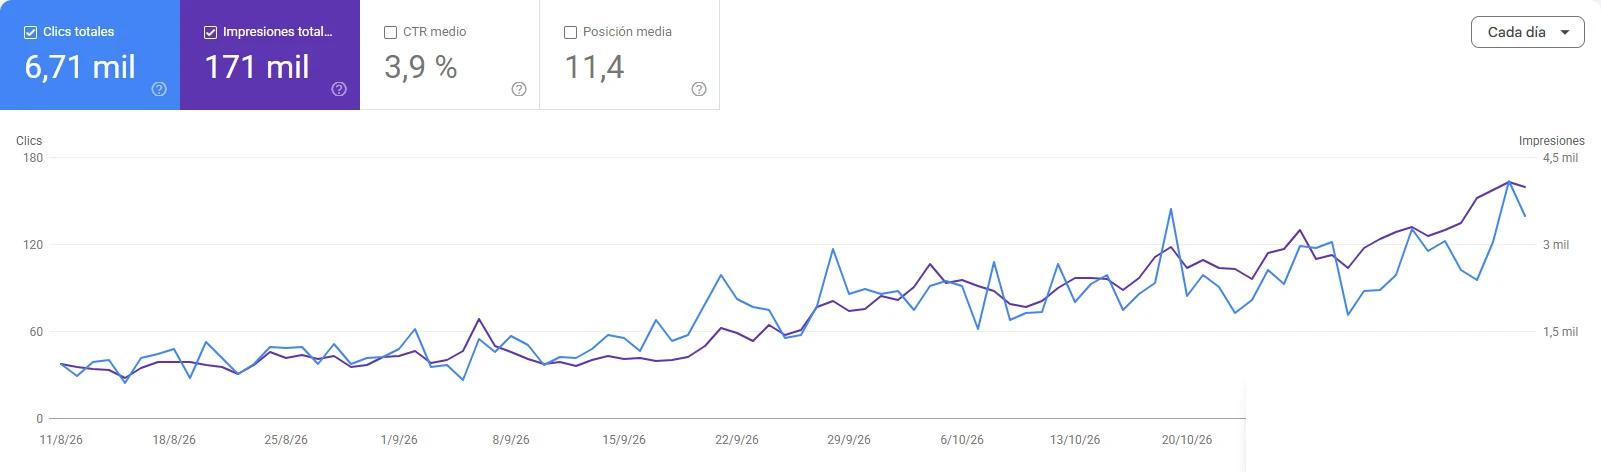 Clics totales
6,71 mil
Impresiones total...
171 mil
CTR medio
3,9 %
Posición media
11,4
Cada día
Clics
Impresiones
180
4,5 mil
120
3 mil
60
1,5 mil
0
11/8/26
18/8/26
25/8/26
1/9/26
8/9/26
15/9/26
22/9/26
29/9/26
6/10/26
13/10/26
20/10/26